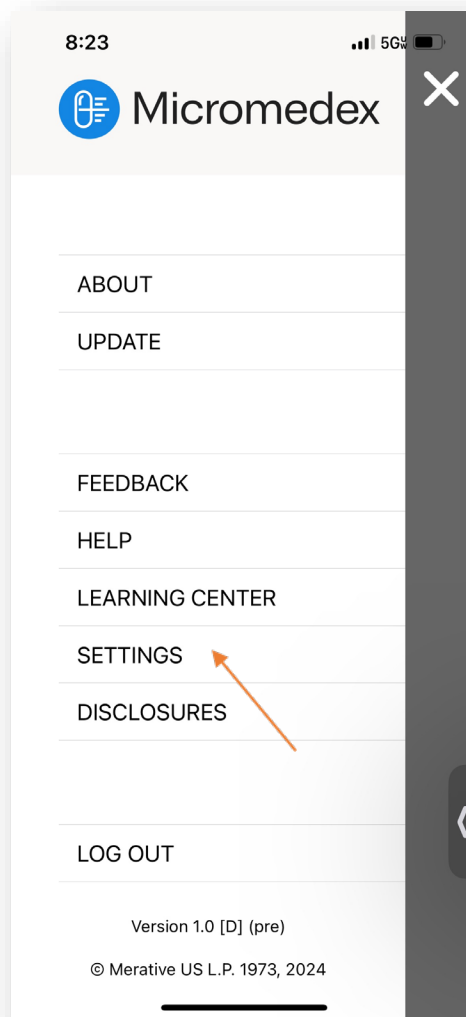 8:23
5G
Micromedex
ABOUT
UPDATE
FEEDBACK
HELP
LEARNING CENTER
SETTINGS
DISCLOSURES
LOG OUT
Version 1.0 [D] (pre)
© Merative US L.P. 1973, 2024